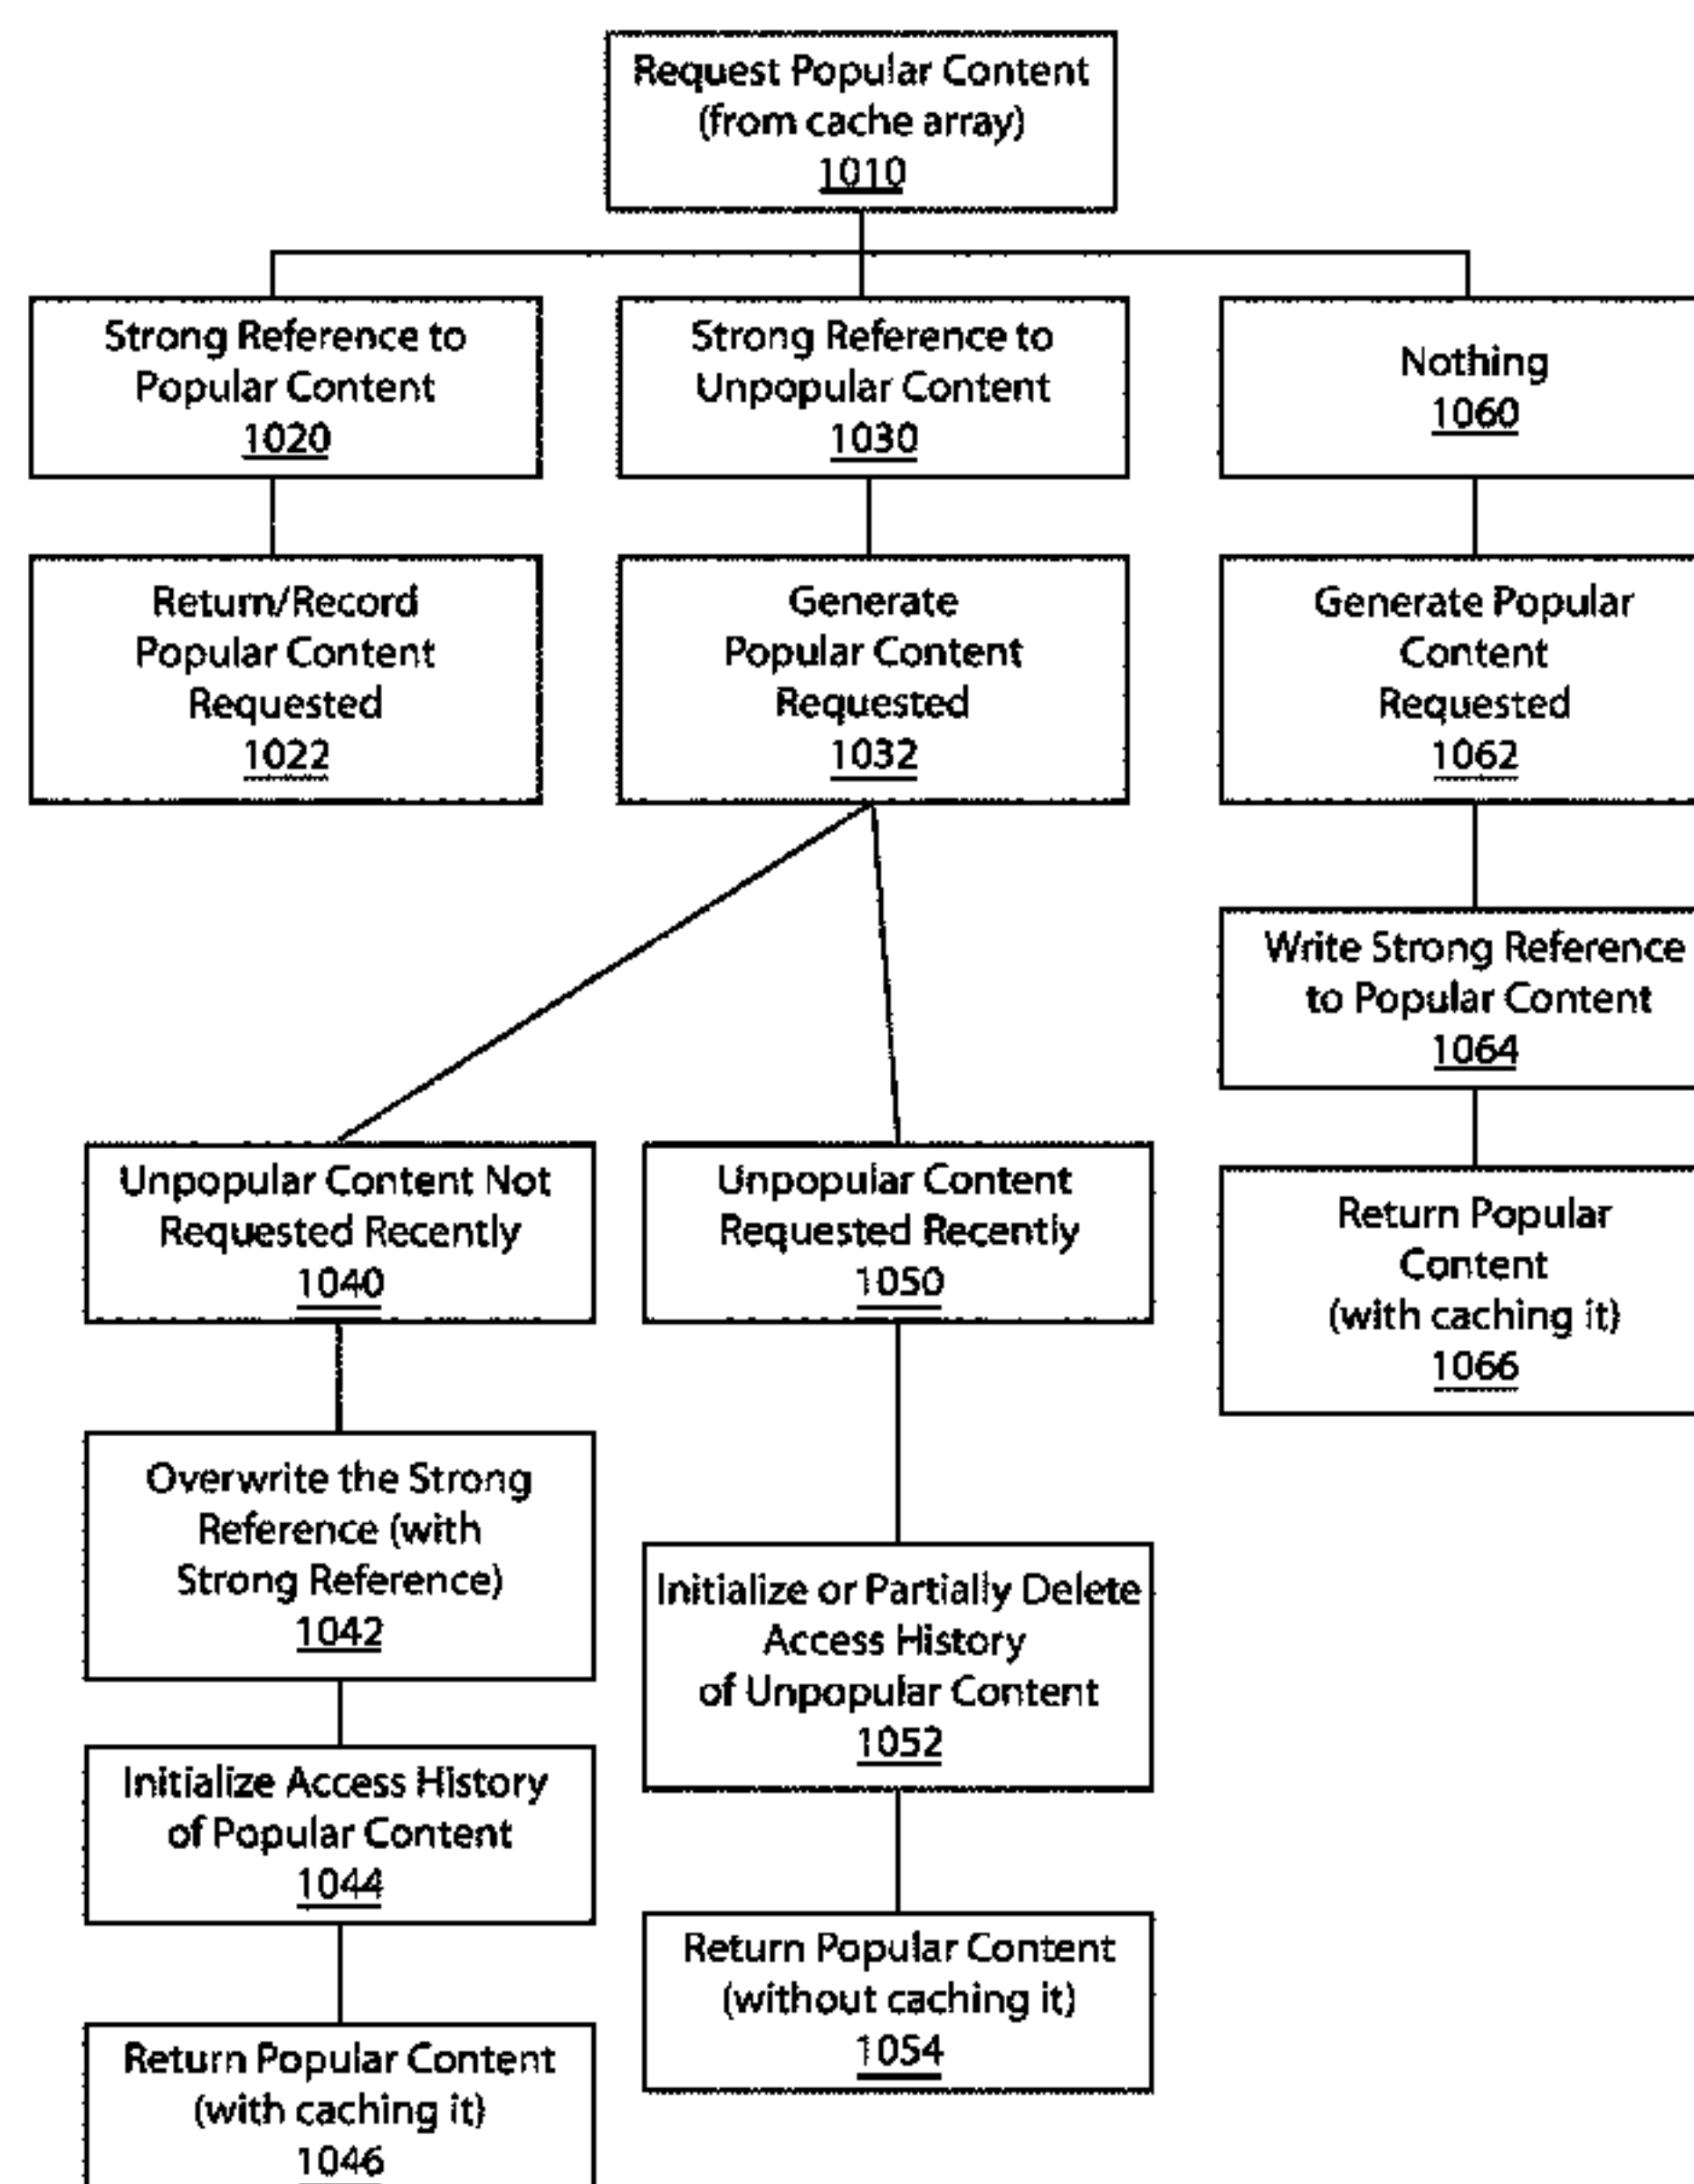 Request Popular Content
(from cache array)
1010
Strong Reference to
Popular Content
1020
Strong Reference to
Unpopular Content
1030
Nothing
1060
Return/Record
Popular Content
Requested
1022
Generate
Popular Content
Requested
1032
Generate Popular
Content
Requested
1062
Write Strong Reference
to Popular Content
1064
Unpopular Content Not
Requested Recently
1040
Unpopular Content
Requested Recently
1050
Return Popular
Content
(with caching it)
1066
Overwrite the Strong
Reference (with
Strong Reference)
1042
Initialize or Partially Delete
Access History
of Unpopular Content
1052
Initialize Access History
of Popular Content
1044
Return Popular Content
(without caching it)
1054
Return Popular Content
(with caching it)
1046